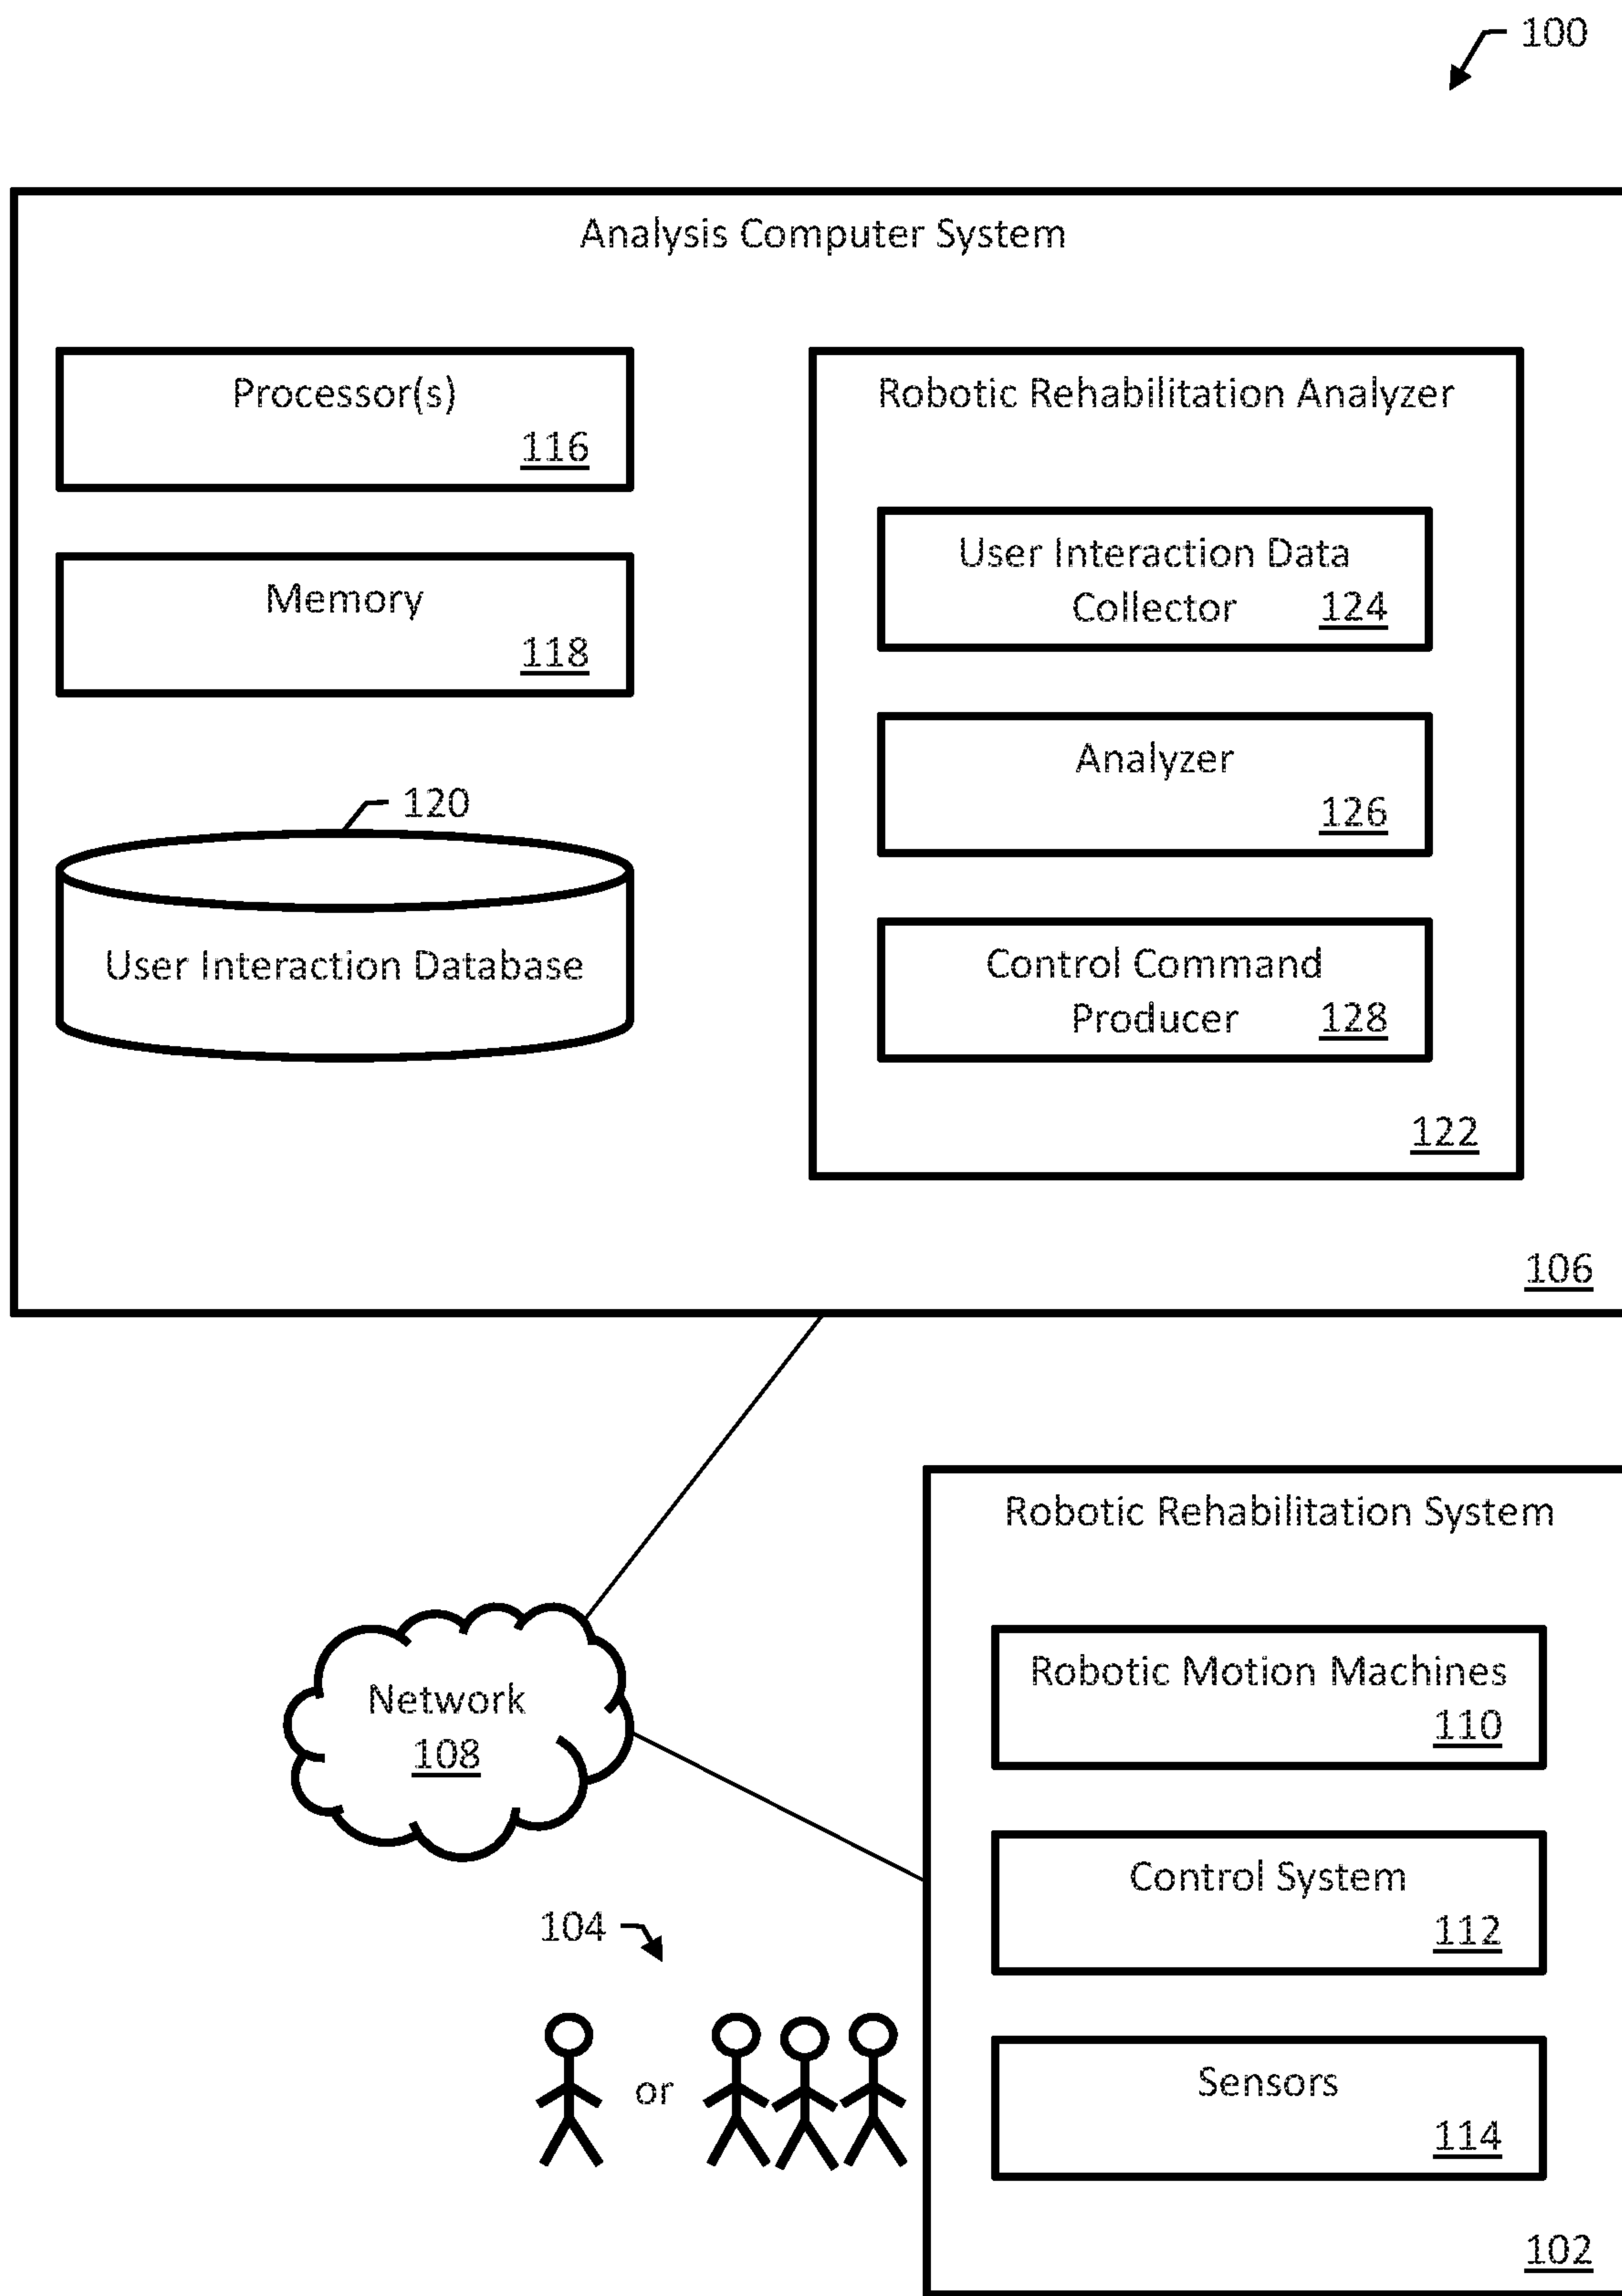 100
Analysis Computer System
Processor(s)
116
Memory
118
120
User Interaction Database
Robotic Rehabilitation Analyzer
User Interaction Data
Collector 124
Analyzer
126
Control Command
Producer 128
122
106
Network
108
104
or
Robotic Rehabilitation System
Robotic Motion Machines
110
Control System
112
Sensors
114
102